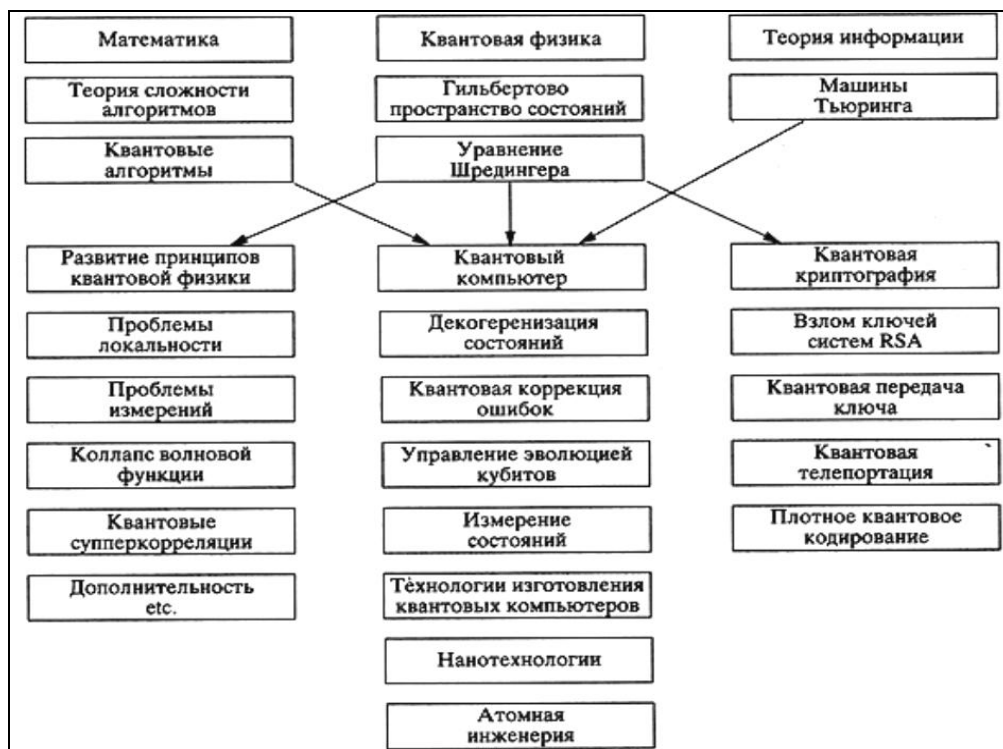 Математика
Квантовая физика
Теория информации
Теория сложности
алгоритмов
Гильбертово
пространство состояний
Машины
Тьюринга
Квантовые
алгоритмы
Уравнение
Шредингера
Развитие принципов
квантовой физики
Квантовый
компьютер
Квантовая
криптография
Проблемы
локальности
Декогеренизация
состояний
Взлом ключей
систем RSA
Проблемы
измерений
Квантовая коррекция
ошибок
Квантовая передача
ключа
Коллапс волновой
функции
Управление эволюцией
кубитов
Квантовая
телепортация
Квантовые
супперкорреляции
Измерение
состояний
Плотное квантовое
кодирование
Дополнительность
etc.
Технологии изготовления
квантовых компьютеров
Нанотехнологии
Атомная
инженерия